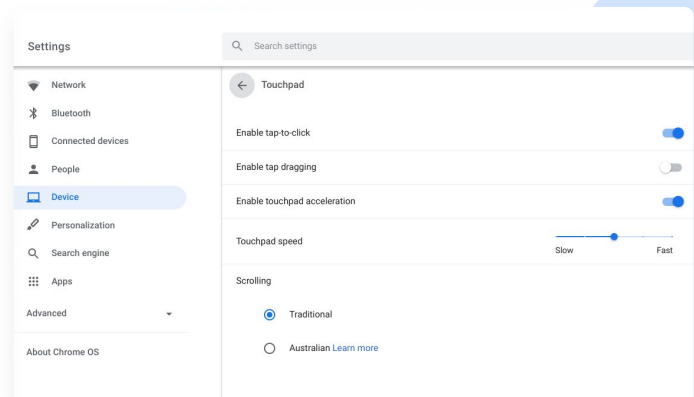 Settings
Search settings
Network
Bluetooth
Connected devices
People
Device
Personalization
Search engine
Apps
Advanced
About Chrome OS
Touchpad
Enable tap-to-click
Enable tap dragging
Enable touchpad acceleration
Touchpad speed
Slow Fast
Scrolling
Traditional
Australian Learn more